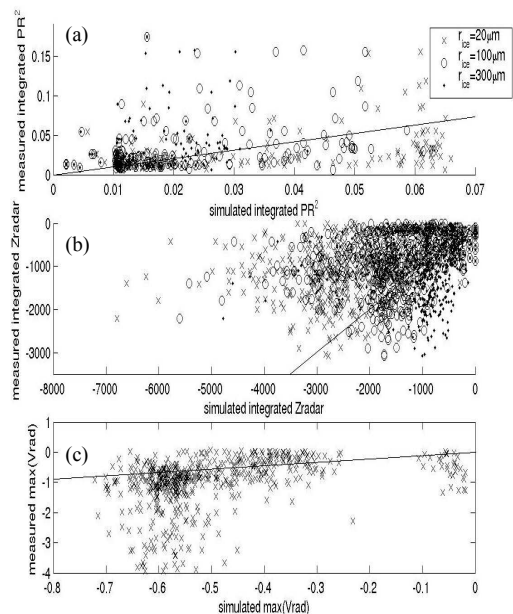 (a)
r_ice=20μm
r_ice=100μm
r_ice=300μm
measured integrated PR²
0.15
0.1
0.05
0
0 0.01 0.02 0.03 0.04 0.05 0.06 0.07
simulated integrated PR²
(b)
measured integrated Zradar
0
-1000
-2000
-3000
-8000 -7000 -6000 -5000 -4000 -3000 -2000 -1000 0
simulated integrated Zradar
(c)
measured max(Vrad)
1
0
-1
-2
-3
-4
-0.8 -0.7 -0.6 -0.5 -0.4 -0.3 -0.2 -0.1 0
simulated max(Vrad)